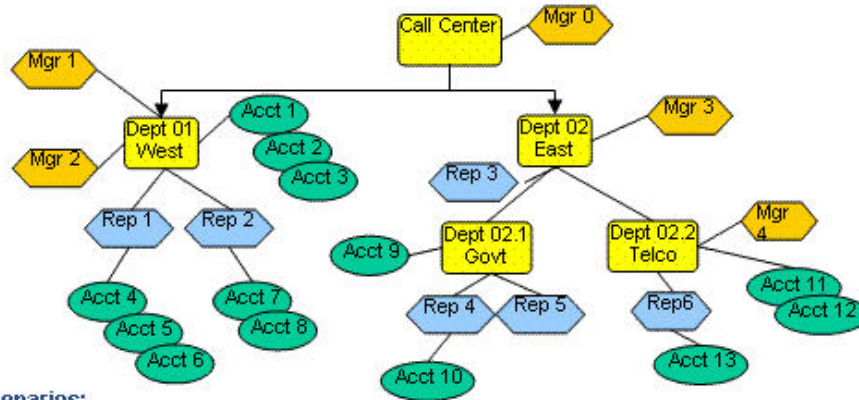 Call Center
Mgr 0
Mgr 1
Mgr 2
Dept 01
West
Acct 1
Acct 2
Acct 3
Dept 02
East
Mgr 3
Rep 1
Rep 2
Rep 3
Acct 9
Dept 02.1
Govt
Dept 02.2
Telco
Mgr
4
Acct 4
Acct 5
Acct 6
Acct 7
Acct 8
Rep 4
Rep 5
Rep6
Acct 11
Acct 12
Acct 10
Acct 13